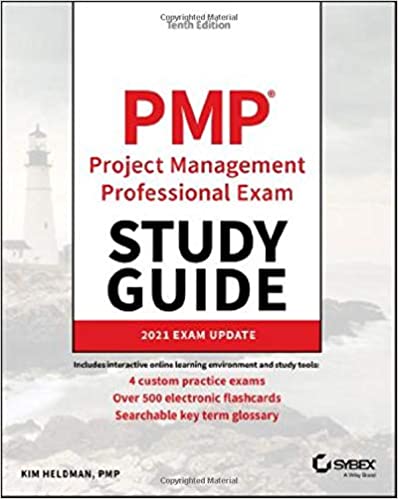 Copyrighted Material
Tenth Edition
PMP®
Project Management
Professional Exam
STUDY
GUIDE
2021 EXAM UPDATE
Includes interactive online learning environment and study tools:
4 custom practice exams
Over 500 electronic flashcards
Searchable key term glossary
KIM HELDMAN, PMP
SYBEX
A Wiley Brand
Copyrighted Material